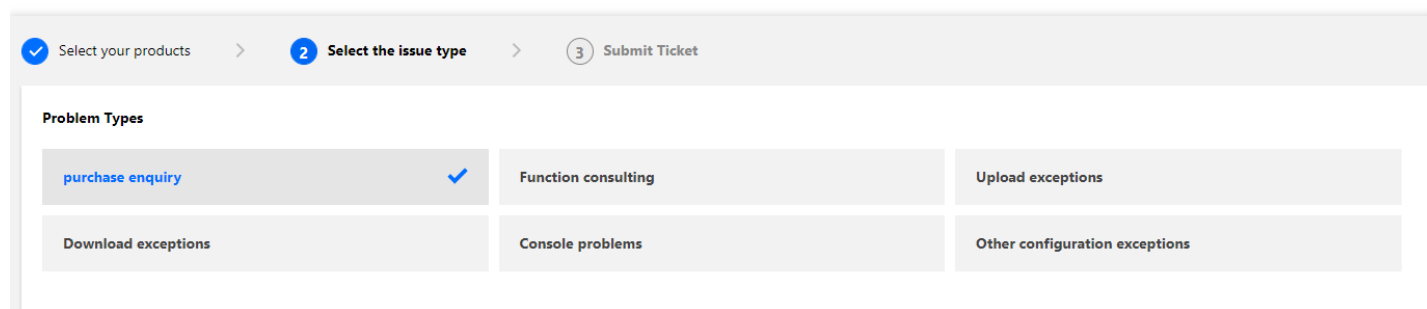 Select your products > 2 Select the issue type > 3 Submit Ticket
Problem Types
purchase enquiry Function consulting Upload exceptions
Download exceptions Console problems Other configuration exceptions